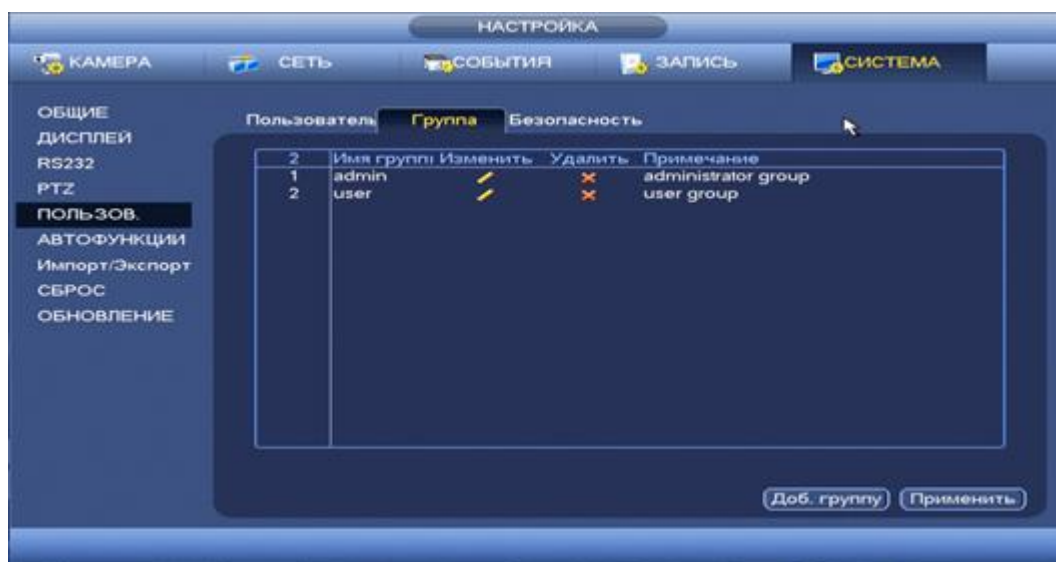 НАСТРОЙКА
КАМЕРА СЕТЬ СОБЫТИЯ ЗАПИСЬ СИСТЕМА
ОБЩИЕ
ДИСПЛЕЙ
RS232
PTZ
ПОЛЬЗОВ.
АВТОФУНКЦИИ
Импорт/Экспорт
СБРОС
ОБНОВЛЕНИЕ
Пользователь Группа Безопасность
2 Имя группы Изменить Удалить Примечание
1 admin administrator group
2 user user group
Доб. группу Применить